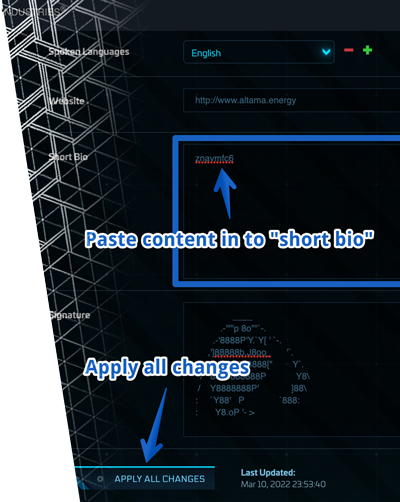 INDUSTRIES
Spoken Languages
English
Website
http://www.altama.energy
Short Bio
znaymfc6
Paste content in to "short bio"
Signature
Apply all changes
APPLY ALL CHANGES
Last Updated:
Mar 10, 2022 23:53:40